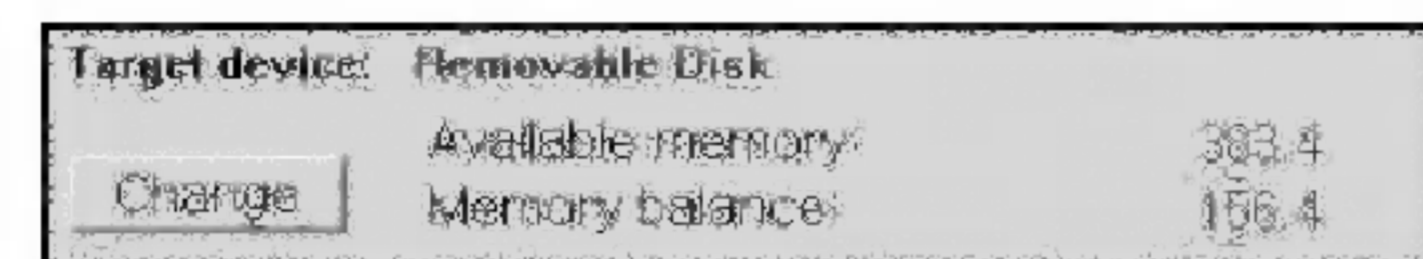 Target device: Removable Disk
Available memory: 383.4
Change
Memory balance: 156.4